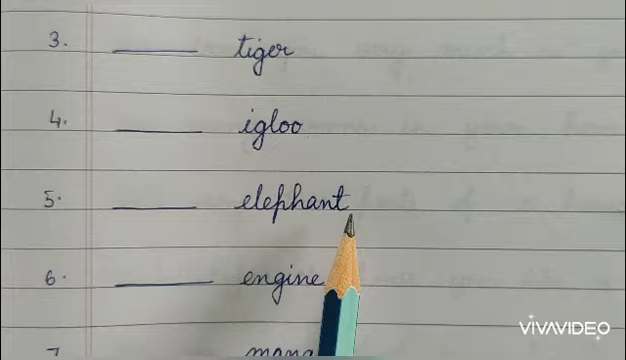 3. ______ tiger
4. ______ igloo
5. ______ elephant
6. ______ engine
VIVAVIDEO